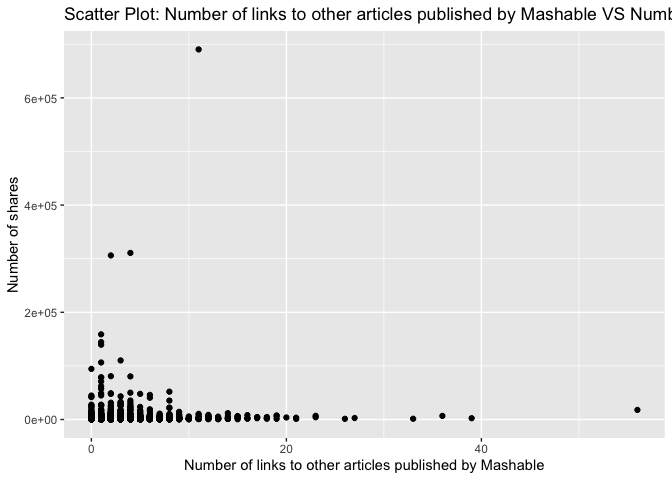 Scatter Plot: Number of links to other articles published by Mashable VS Numb
6e+05
4e+05
2e+05
0e+00
Number of shares
0
20
40
Number of links to other articles published by Mashable